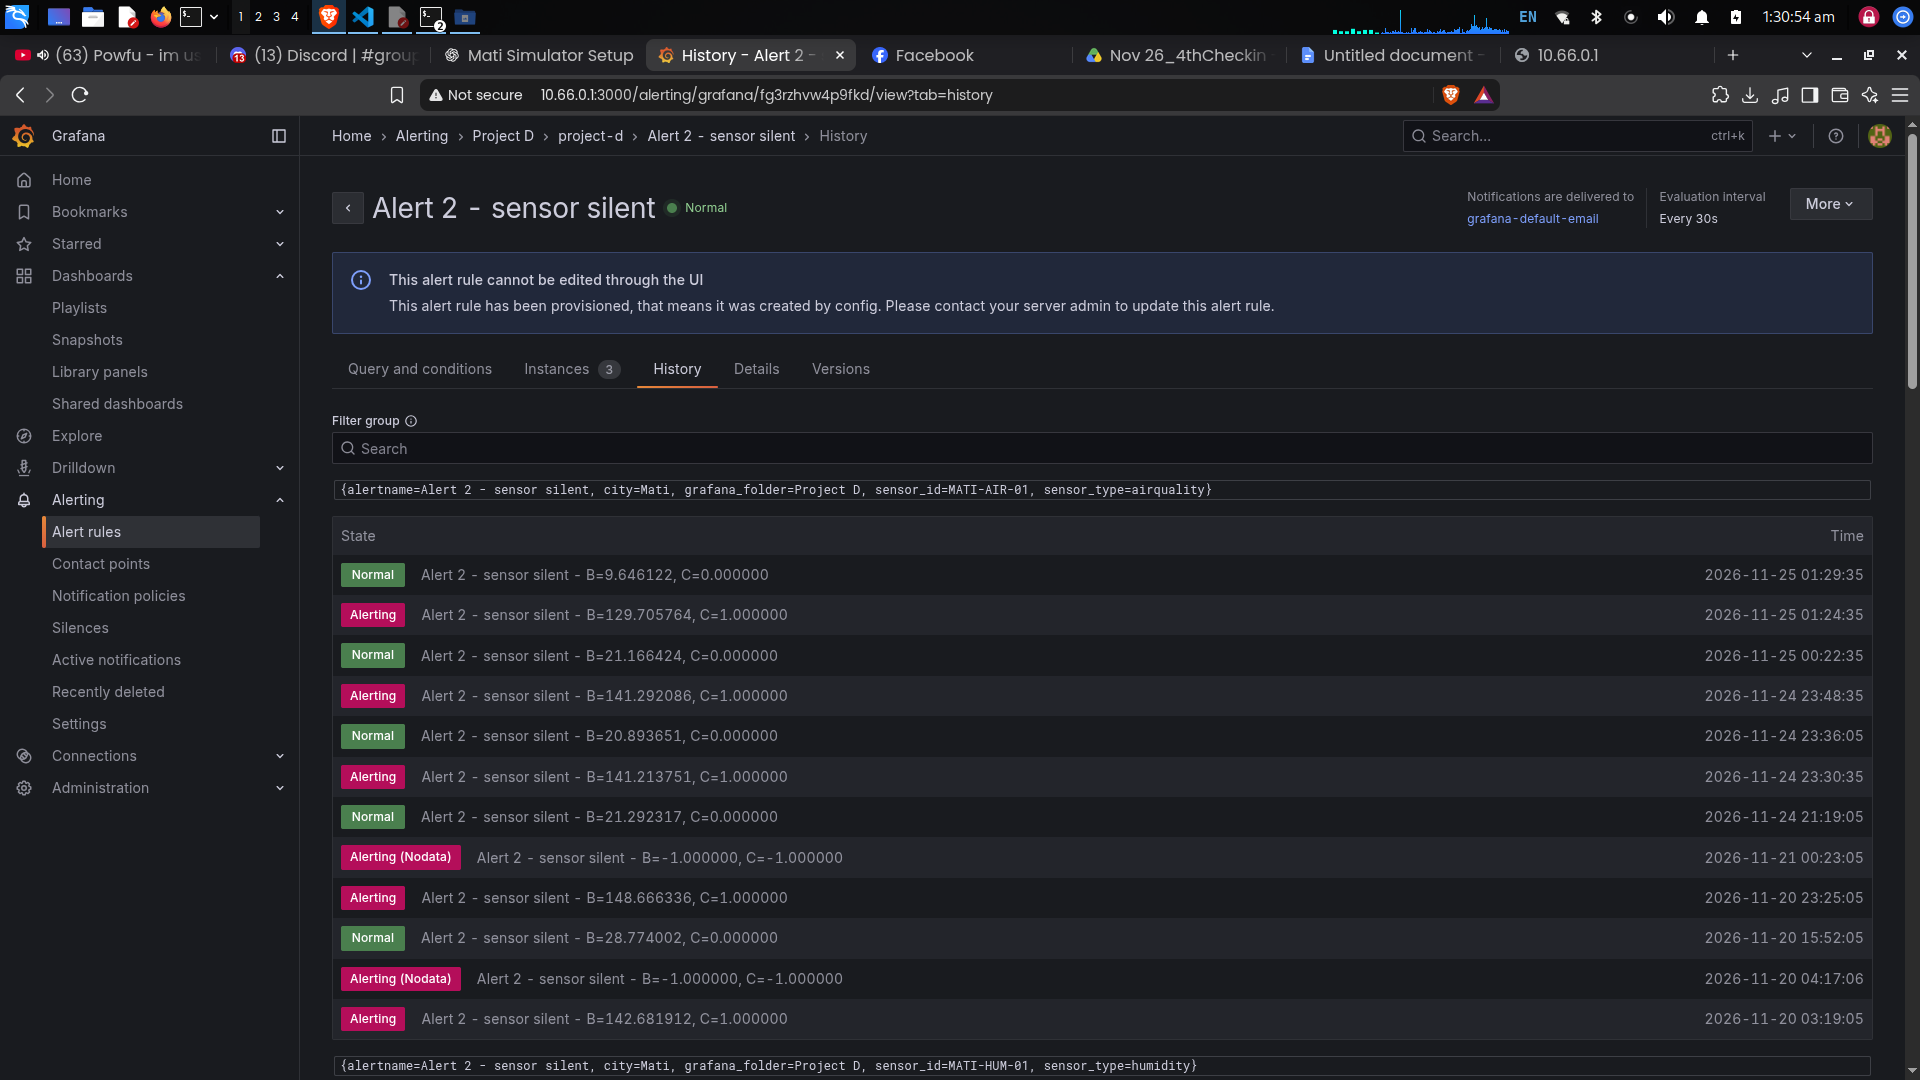 1 2 3 4
2
EN
1:30:54 am
(63) Powfu - im us
13
(13) Discord | #group
Mati Simulator Setup
History - Alert 2 -
Facebook
Nov 26_4thCheckin
Untitled document -
10.66.0.1
Not secure
10.66.0.1:3000/alerting/grafana/fg3rzhvw4p9fkd/view?tab=history
Grafana
Home
Bookmarks
Starred
Dashboards
Playlists
Snapshots
Library panels
Shared dashboards
Explore
Drilldown
Alerting
Alert rules
Contact points
Notification policies
Silences
Active notifications
Recently deleted
Settings
Connections
Administration
Home › Alerting › Project D › project-d › Alert 2 - sensor silent › History
Search...
ctrl+k
Alert 2 - sensor silent
Normal
Notifications are delivered to
grafana-default-email
Evaluation interval
Every 30s
More
This alert rule cannot be edited through the UI
This alert rule has been provisioned, that means it was created by config. Please contact your server admin to update this alert rule.
Query and conditions
Instances 3
History
Details
Versions
Filter group
Search
{alertname=Alert 2 - sensor silent, city=Mati, grafana_folder=Project D, sensor_id=MATI-AIR-01, sensor_type=airquality}
State Time
Normal Alert 2 - sensor silent - B=9.646122, C=0.000000 2026-11-25 01:29:35
Alerting Alert 2 - sensor silent - B=129.705764, C=1.000000 2026-11-25 01:24:35
Normal Alert 2 - sensor silent - B=21.166424, C=0.000000 2026-11-25 00:22:35
Alerting Alert 2 - sensor silent - B=141.292086, C=1.000000 2026-11-24 23:48:35
Normal Alert 2 - sensor silent - B=20.893651, C=0.000000 2026-11-24 23:36:05
Alerting Alert 2 - sensor silent - B=141.213751, C=1.000000 2026-11-24 23:30:35
Normal Alert 2 - sensor silent - B=21.292317, C=0.000000 2026-11-24 21:19:05
Alerting (Nodata) Alert 2 - sensor silent - B=-1.000000, C=-1.000000 2026-11-21 00:23:05
Alerting Alert 2 - sensor silent - B=148.666336, C=1.000000 2026-11-20 23:25:05
Normal Alert 2 - sensor silent - B=28.774002, C=0.000000 2026-11-20 15:52:05
Alerting (Nodata) Alert 2 - sensor silent - B=-1.000000, C=-1.000000 2026-11-20 04:17:06
Alerting Alert 2 - sensor silent - B=142.681912, C=1.000000 2026-11-20 03:19:05
{alertname=Alert 2 - sensor silent, city=Mati, grafana_folder=Project D, sensor_id=MATI-HUM-01, sensor_type=humidity}